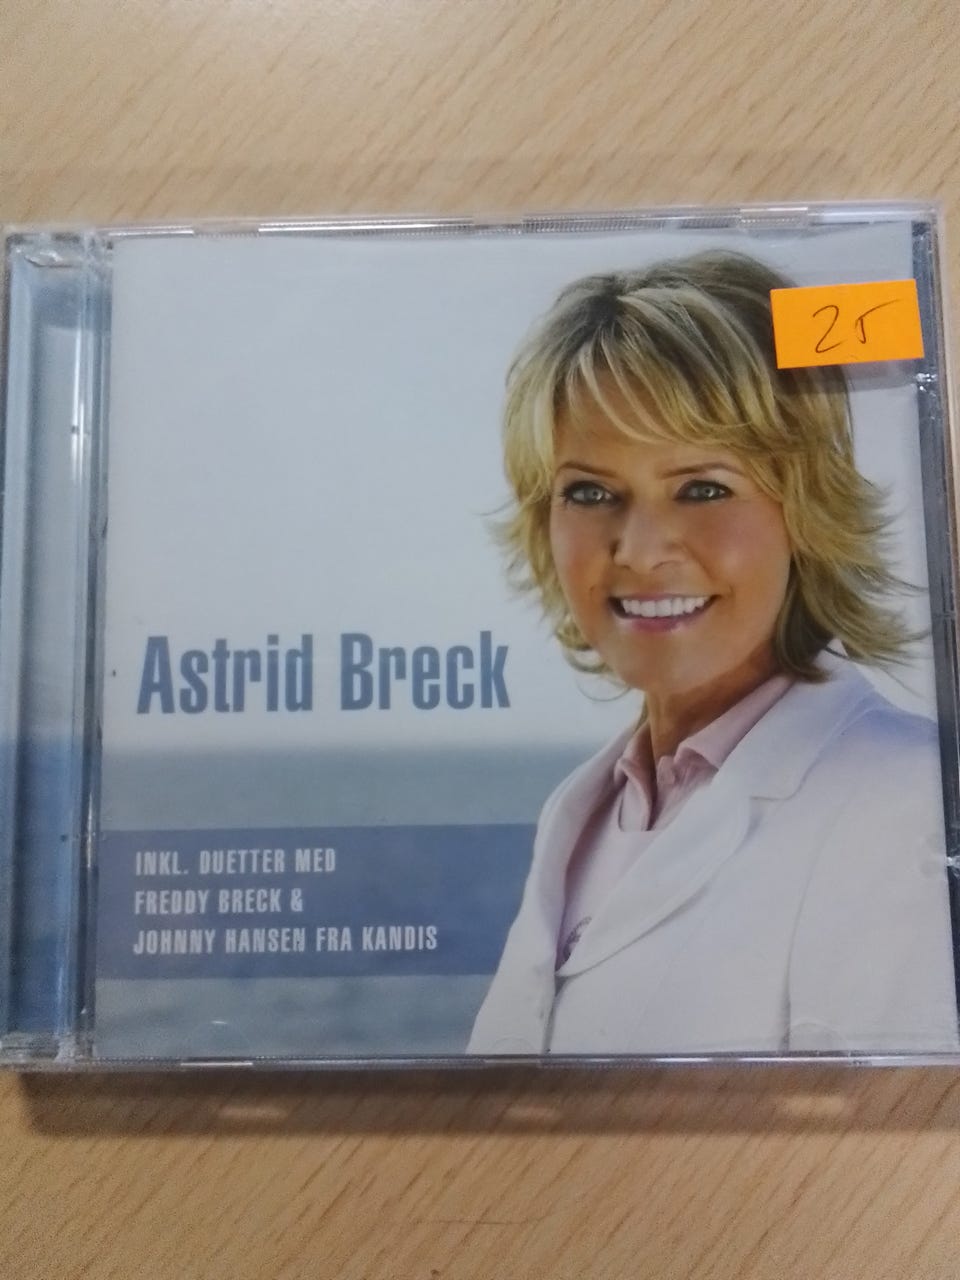 25
Astrid Breck
INKL. DUETTER MED
FREDDY BRECK &
JOHNNY HANSEN FRA KANDIS